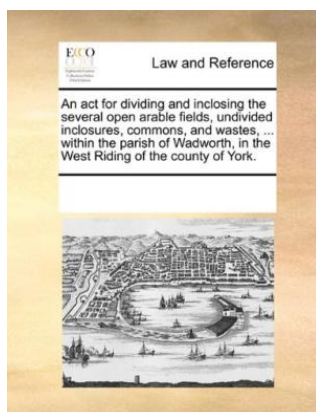 ECCO
Law and Reference
An act for dividing and inclosing the
several open arable fields, undivided
inclosures, commons, and wastes, ...
within the parish of Wadworth, in the
West Riding of the county of York.